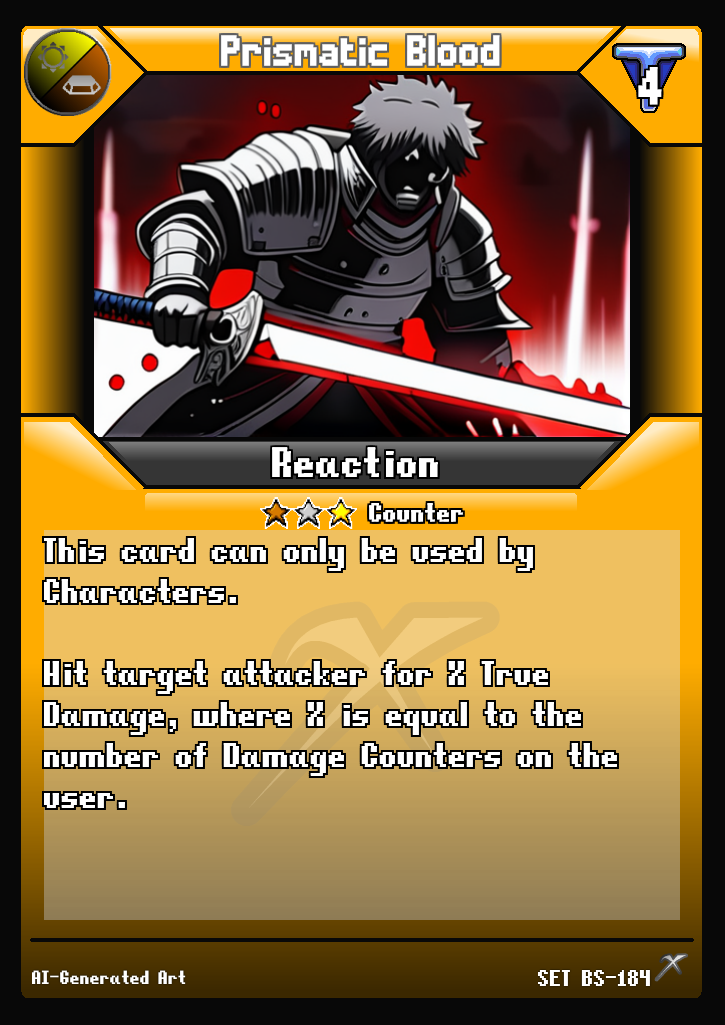 Prismatic Blood
4
Reaction
Counter
This card can only be used by
Characters.
Hit target attacker for X True
Damage, where X is equal to the
number of Damage Counters on the
user.
AI-Generated Art
SET BS-184